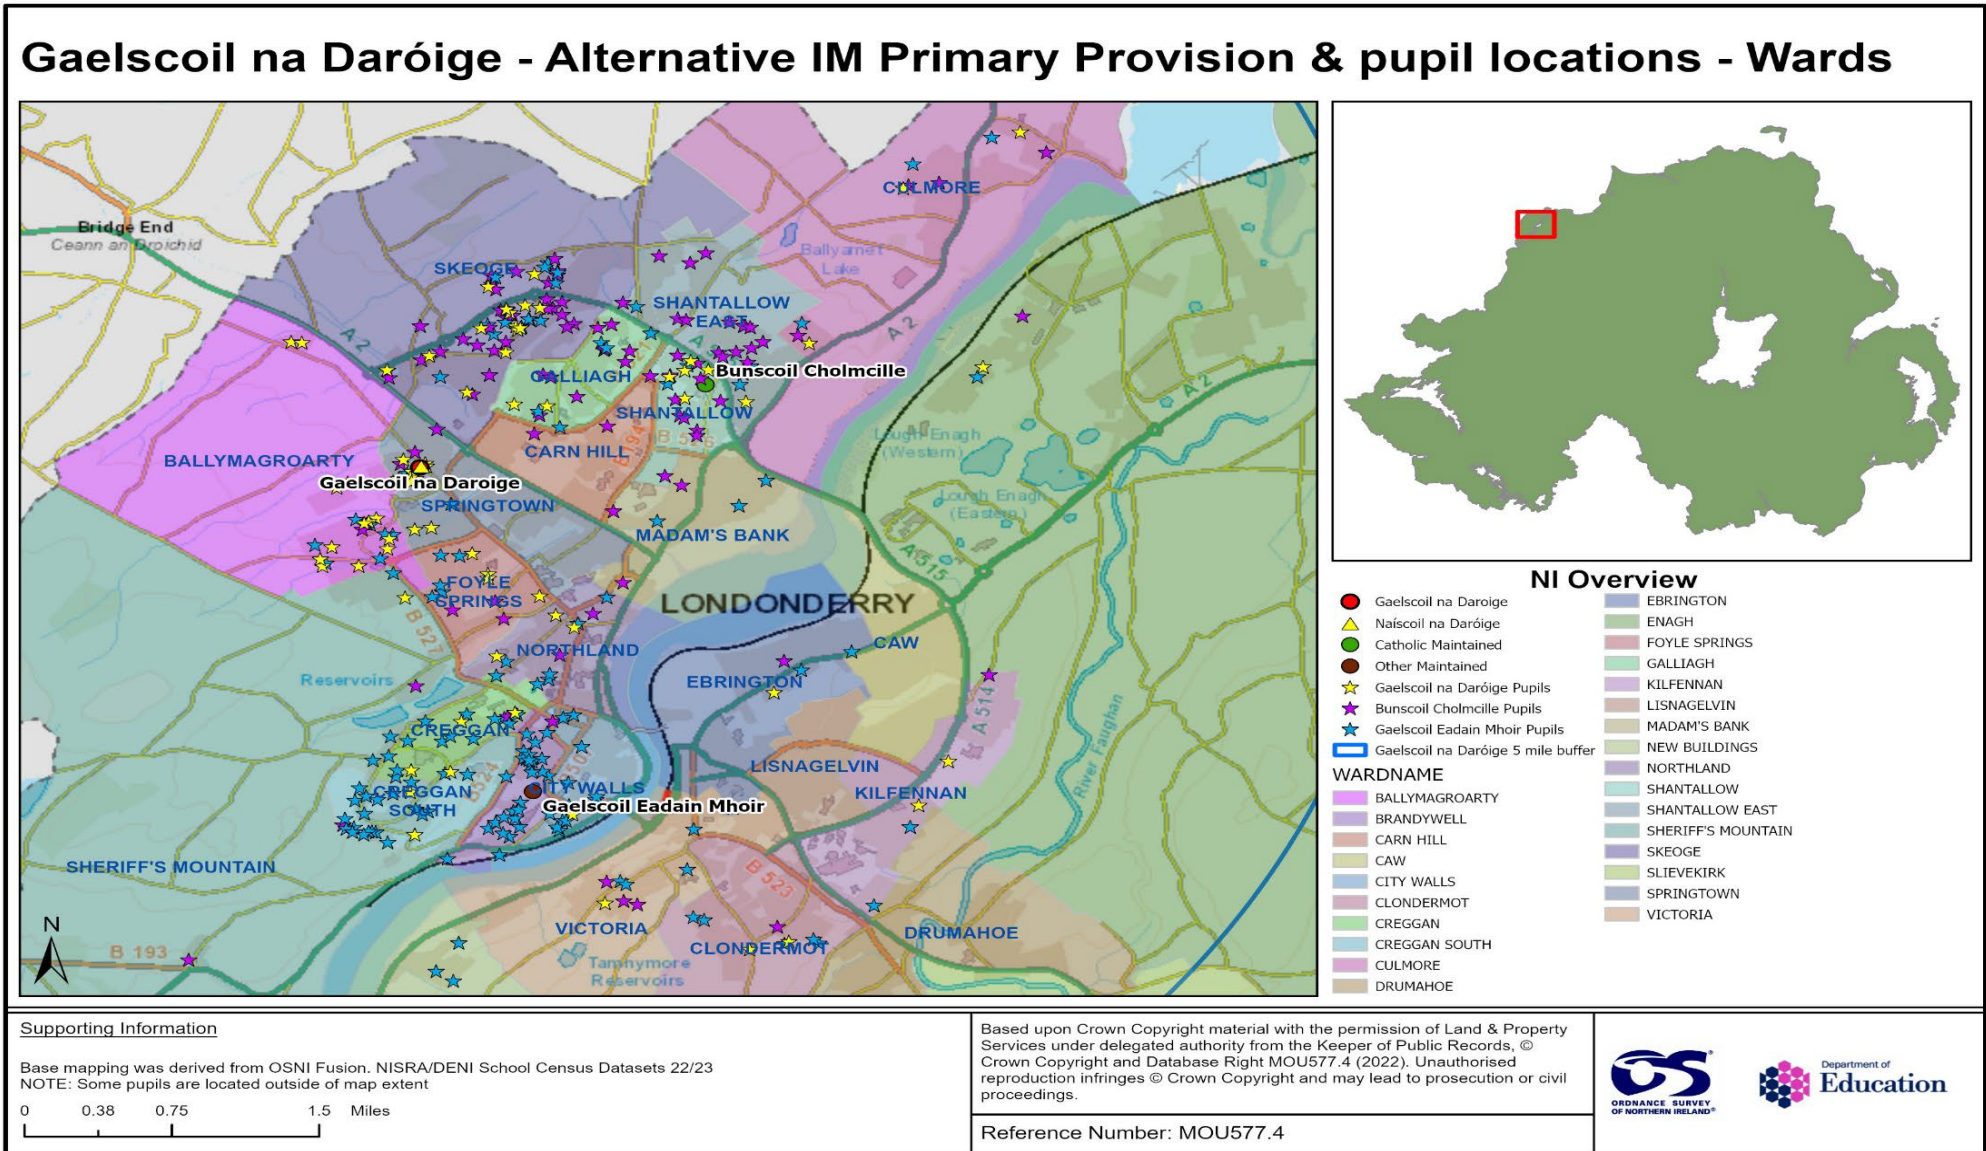 Gaelscoil na Daróige - Alternative IM Primary Provision & pupil locations - Wards
Bridge End
Ceann an Droichid
A 2
SKEOGE
CULMORE
Ballyarnet
Lake
A 2
SHANTALLOW
EAST
Bunscoil Cholmcille
GALLIAGH
SHANTALLOW
CARN HILL
A 2
Lough Enagh
(Western)
Lough Enagh
(Eastern)
A 515
BALLYMAGROARTY
Gaelscoil na Daroige
SPRINGTOWN
MADAM'S BANK
FOYLE
SPRINGS
B 527
LONDONDERRY
NORTHLAND
CAW
EBRINGTON
Reservoirs
CREGGAN
A 514
River Faughan
LISNAGELVIN
KILFENNAN
CREGGAN
SOUTH
B 524
CITY WALLS
Gaelscoil Eadain Mhoir
SHERIFF'S MOUNTAIN
B 523
VICTORIA
CLONDERMOT
DRUMAHOE
Tamnymore
Reservoirs
B 193
N
NI Overview
Gaelscoil na Daroige
Naíscoil na Daróige
Catholic Maintained
Other Maintained
Gaelscoil na Daróige Pupils
Bunscoil Cholmcille Pupils
Gaelscoil Eadain Mhoir Pupils
Gaelscoil na Daróige 5 mile buffer
WARDNAME
BALLYMAGROARTY
BRANDYWELL
CARN HILL
CAW
CITY WALLS
CLONDERMOT
CREGGAN
CREGGAN SOUTH
CULMORE
DRUMAHOE
EBRINGTON
ENAGH
FOYLE SPRINGS
GALLIAGH
KILFENNAN
LISNAGELVIN
MADAM'S BANK
NEW BUILDINGS
NORTHLAND
SHANTALLOW
SHANTALLOW EAST
SHERIFF'S MOUNTAIN
SKEOGE
SLIEVEKIRK
SPRINGTOWN
VICTORIA
Supporting Information
Base mapping was derived from OSNI Fusion. NISRA/DENI School Census Datasets 22/23
NOTE: Some pupils are located outside of map extent
0 0.38 0.75 1.5 Miles
Based upon Crown Copyright material with the permission of Land & Property
Services under delegated authority from the Keeper of Public Records, ©
Crown Copyright and Database Right MOU577.4 (2022). Unauthorised
reproduction infringes © Crown Copyright and may lead to prosecution or civil
proceedings.
Reference Number: MOU577.4
OS
ORDNANCE SURVEY
OF NORTHERN IRELAND®
Department of
Education